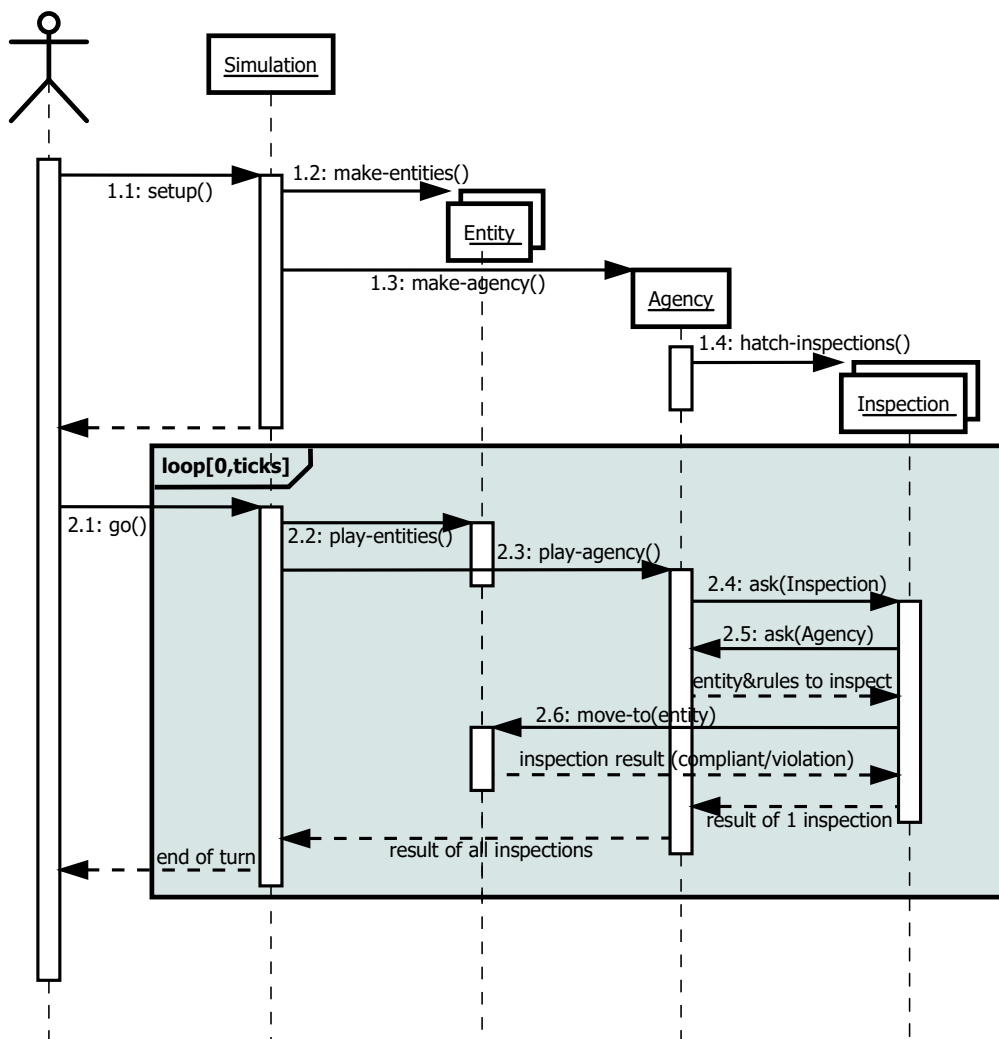 Simulation
1.1: setup()
1.2: make-entities()
Entity
1.3: make-agency()
Agency
1.4: hatch-inspections()
Inspection
loop[0,ticks]
2.1: go()
2.2: play-entities()
2.3: play-agency()
2.4: ask(Inspection)
2.5: ask(Agency)
entity&rules to inspect
2.6: move-to(entity)
inspection result (compliant/violation)
result of 1 inspection
result of all inspections
end of turn